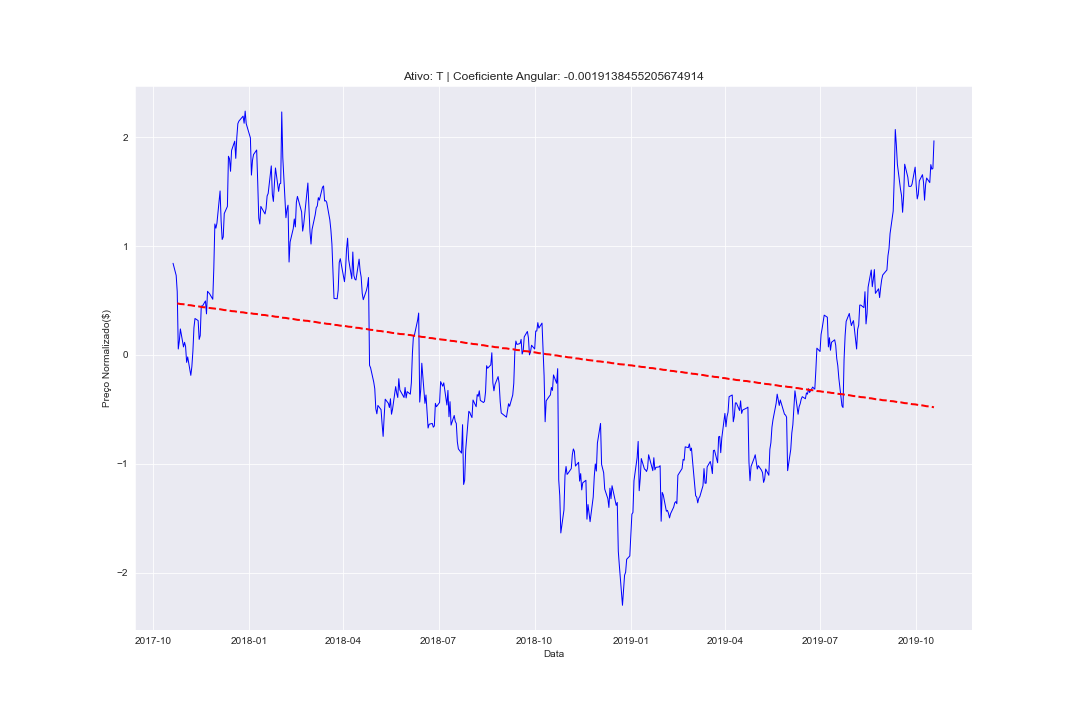 Ativo: T | Coeficiente Angular: -0.0019138455205674914
Preço Normalizado($)
2
1
0
−1
−2
2017-10 2018-01 2018-04 2018-07 2018-10 2019-01 2019-04 2019-07 2019-10
Data